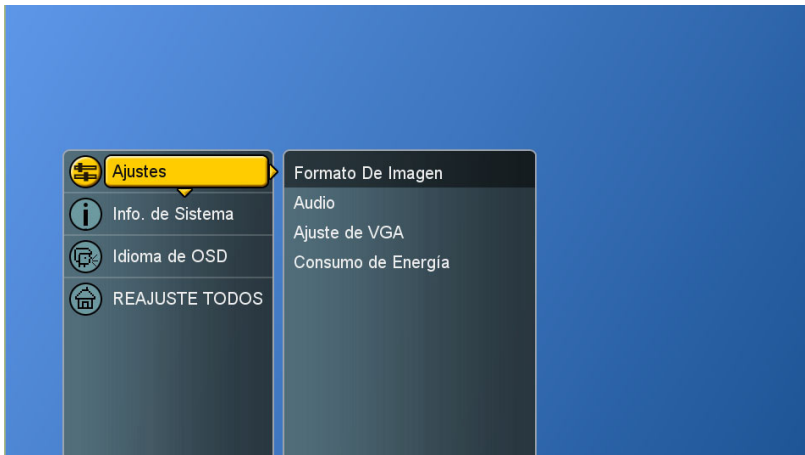 Ajustes
Info. de Sistema
Idioma de OSD
REAJUSTE TODOS
Formato De Imagen
Audio
Ajuste de VGA
Consumo de Energía